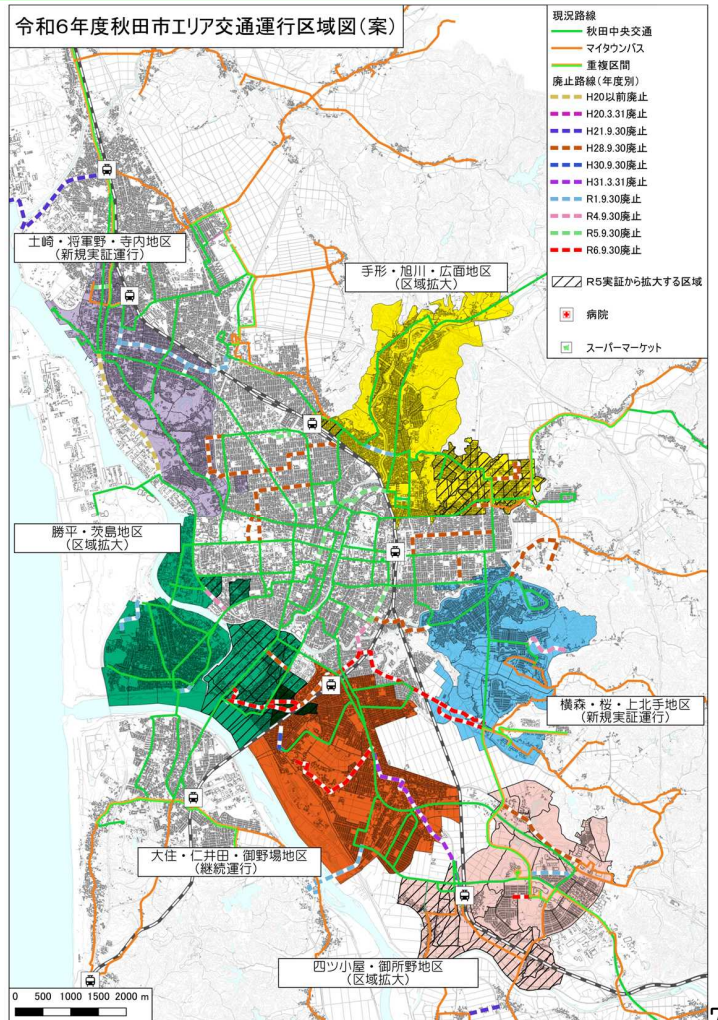 令和6年度秋田市エリア交通運行区域図(案)
現況路線
秋田中央交通
マイタウンバス
重複区間
廃止路線(年度別)
H20以前廃止
H20.3.31廃止
H21.9.30廃止
H28.9.30廃止
H30.9.30廃止
H31.3.31廃止
R1.9.30廃止
R4.9.30廃止
R5.9.30廃止
R6.9.30廃止
R5実証から拡大する区域
病院
スーパーマーケット
土崎・将軍野・寺内地区
(新規実証運行)
手形・旭川・広面地区
(区域拡大)
勝平・茨島地区
(区域拡大)
横森・桜・上北手地区
(新規実証運行)
大住・仁井田・御野場地区
(継続運行)
四ツ小屋・御所野地区
(区域拡大)
0 500 1000 1500 2000 m